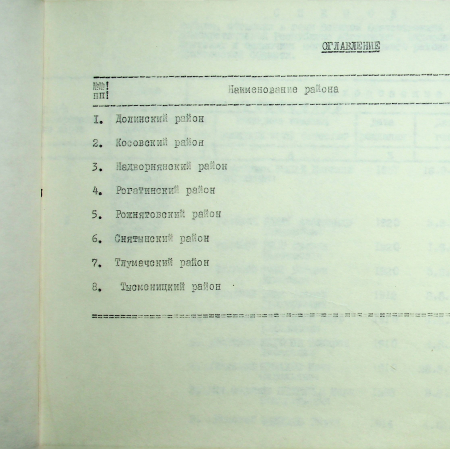 ОГЛАВЛЕНИЕ
№№! Наименование района
пп!
1. Долинский район
2. Косовский район
3. Надворнянский район
4. Рогатинский район
5. Рожнятовский район
6. Снятынский район
7. Тлумачский район
8. Тысменицкий район